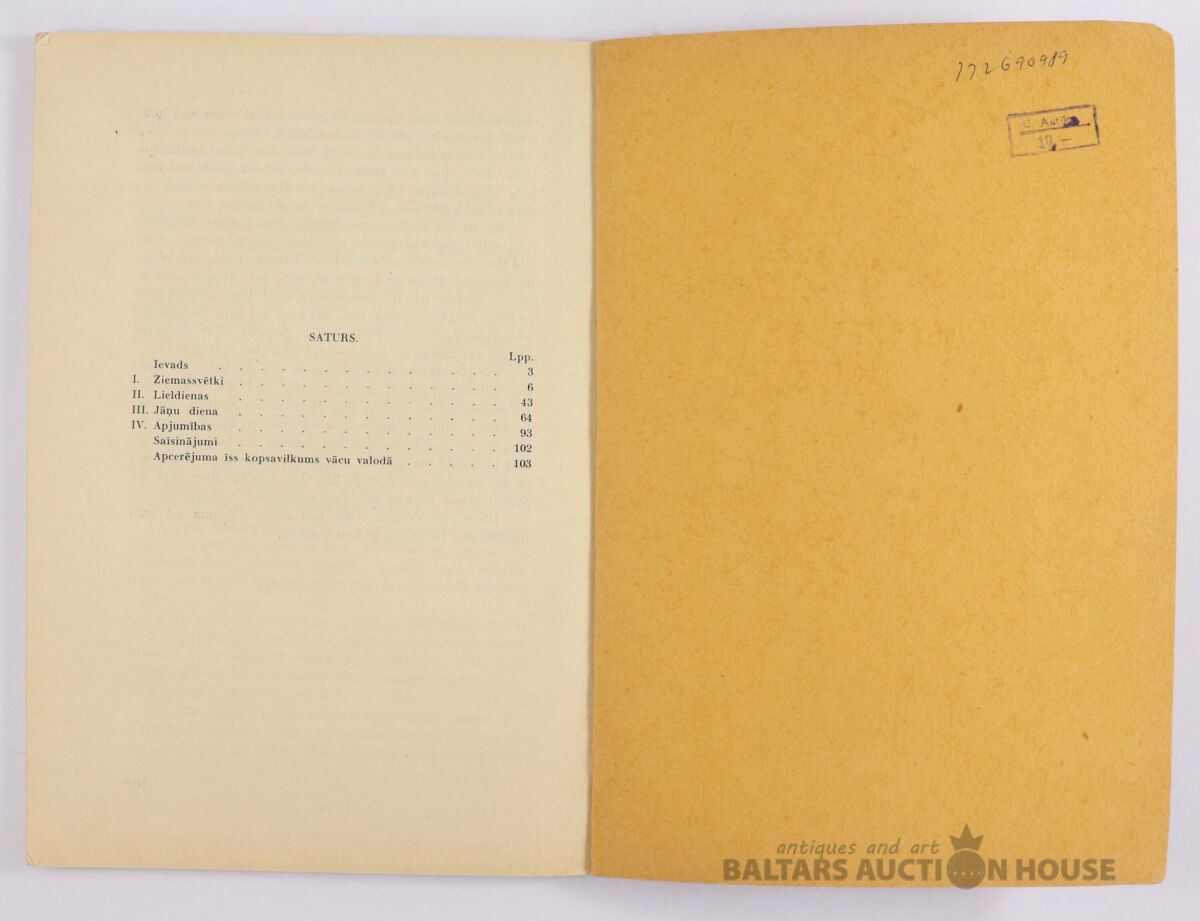 SATURS.
Lpp.
Ievads . . . . . . . . . . . . . . 3
I. Ziemassvētki . . . . . . . . . . . . . 6
II. Lieldienas . . . . . . . . . . . . . 43
III. Jāņu diena . . . . . . . . . . . . . 64
IV. Apjumības . . . . . . . . . . . . . 93
Saīsinājumi . . . . . . . . . . . . . 102
Apcerējuma īss kopsavilkums vācu valodā . . . . . 103
172G90989
10.—
antiques and art
BALTARS AUCTION HOUSE